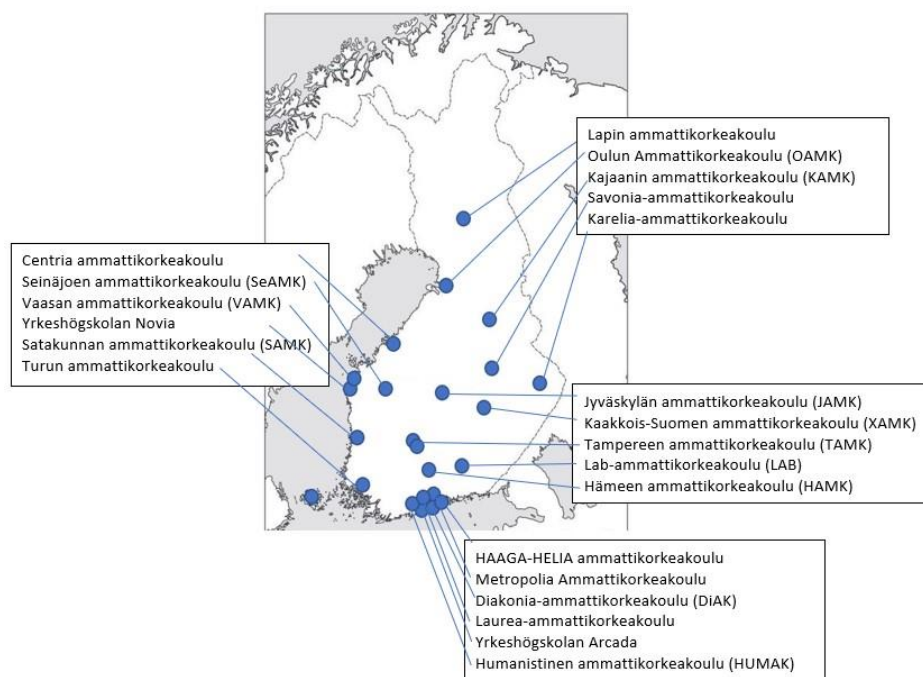 Lapin ammattikorkeakoulu
Oulun Ammattikorkeakoulu (OAMK)
Kajaanin ammattikorkeakoulu (KAMK)
Savonia-ammattikorkeakoulu
Karelia-ammattikorkeakoulu
Centria ammattikorkeakoulu
Seinäjoen ammattikorkeakoulu (SeAMK)
Vaasan ammattikorkeakoulu (VAMK)
Yrkeshögskolan Novia
Satakunnan ammattikorkeakoulu (SAMK)
Turun ammattikorkeakoulu
Jyväskylän ammattikorkeakoulu (JAMK)
Kaakkois-Suomen ammattikorkeakoulu (XAMK)
Tampereen ammattikorkeakoulu (TAMK)
Lab-ammattikorkeakoulu (LAB)
Hämeen ammattikorkeakoulu (HAMK)
HAAGA-HELIA ammattikorkeakoulu
Metropolia Ammattikorkeakoulu
Diakonia-ammattikorkeakoulu (DiAK)
Laurea-ammattikorkeakoulu
Yrkeshögskolan Arcada
Humanistinen ammattikorkeakoulu (HUMAK)